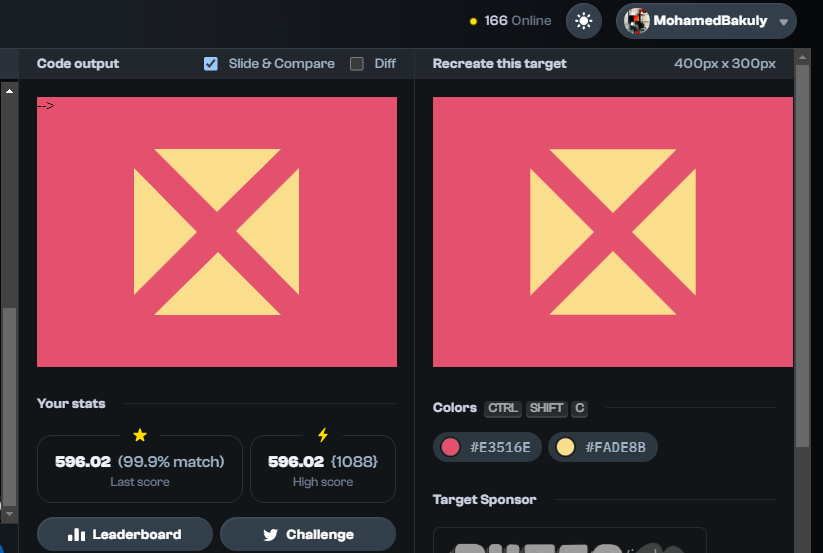 166 Online
MohamedBakuly
Code output
Slide & Compare
Diff
Recreate this target
400px x 300px
-->
Your stats
596.02 (99.9% match)
Last score
596.02 {1088}
High score
Leaderboard
Challenge
Colors CTRL SHIFT C
#E3516E
#FADE8B
Target Sponsor